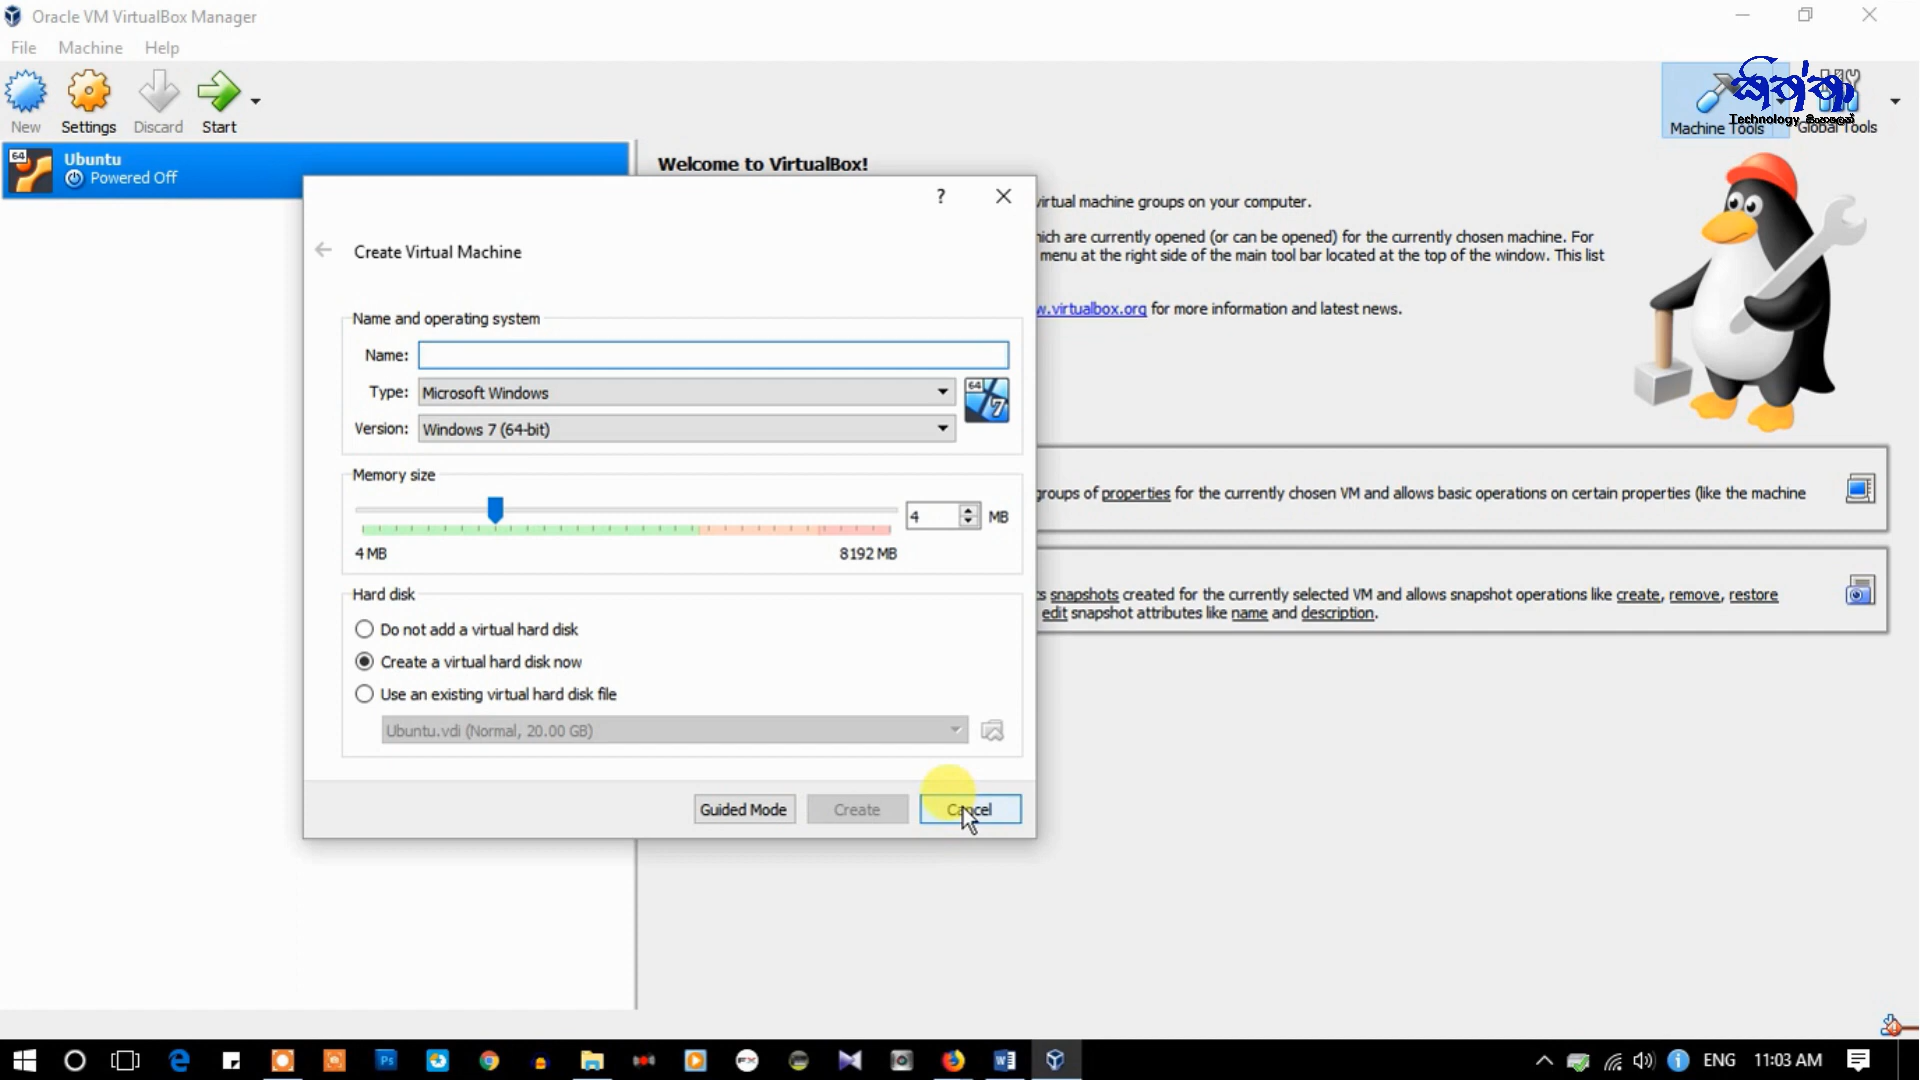 Oracle VM VirtualBox Manager
File Machine Help
New Settings Discard Start
Machine Tools
Global Tools
Technology
64 Ubuntu
Powered Off
Welcome to VirtualBox!
virtual machine groups on your computer.
hich are currently opened (or can be opened) for the currently chosen machine. For
menu at the right side of the main tool bar located at the top of the window. This list
w.virtualbox.org for more information and latest news.
?
Create Virtual Machine
Name and operating system
Name:
Type: Microsoft Windows
64 7
Version: Windows 7 (64-bit)
Memory size
4 MB
4 MB 8192 MB
Hard disk
Do not add a virtual hard disk
Create a virtual hard disk now
Use an existing virtual hard disk file
Ubuntu.vdi (Normal, 20.00 GB)
Guided Mode Create Cancel
groups of properties for the currently chosen VM and allows basic operations on certain properties (like the machine
ts snapshots created for the currently selected VM and allows snapshot operations like create, remove, restore
edit snapshot attributes like name and description.
ENG 11:03 AM